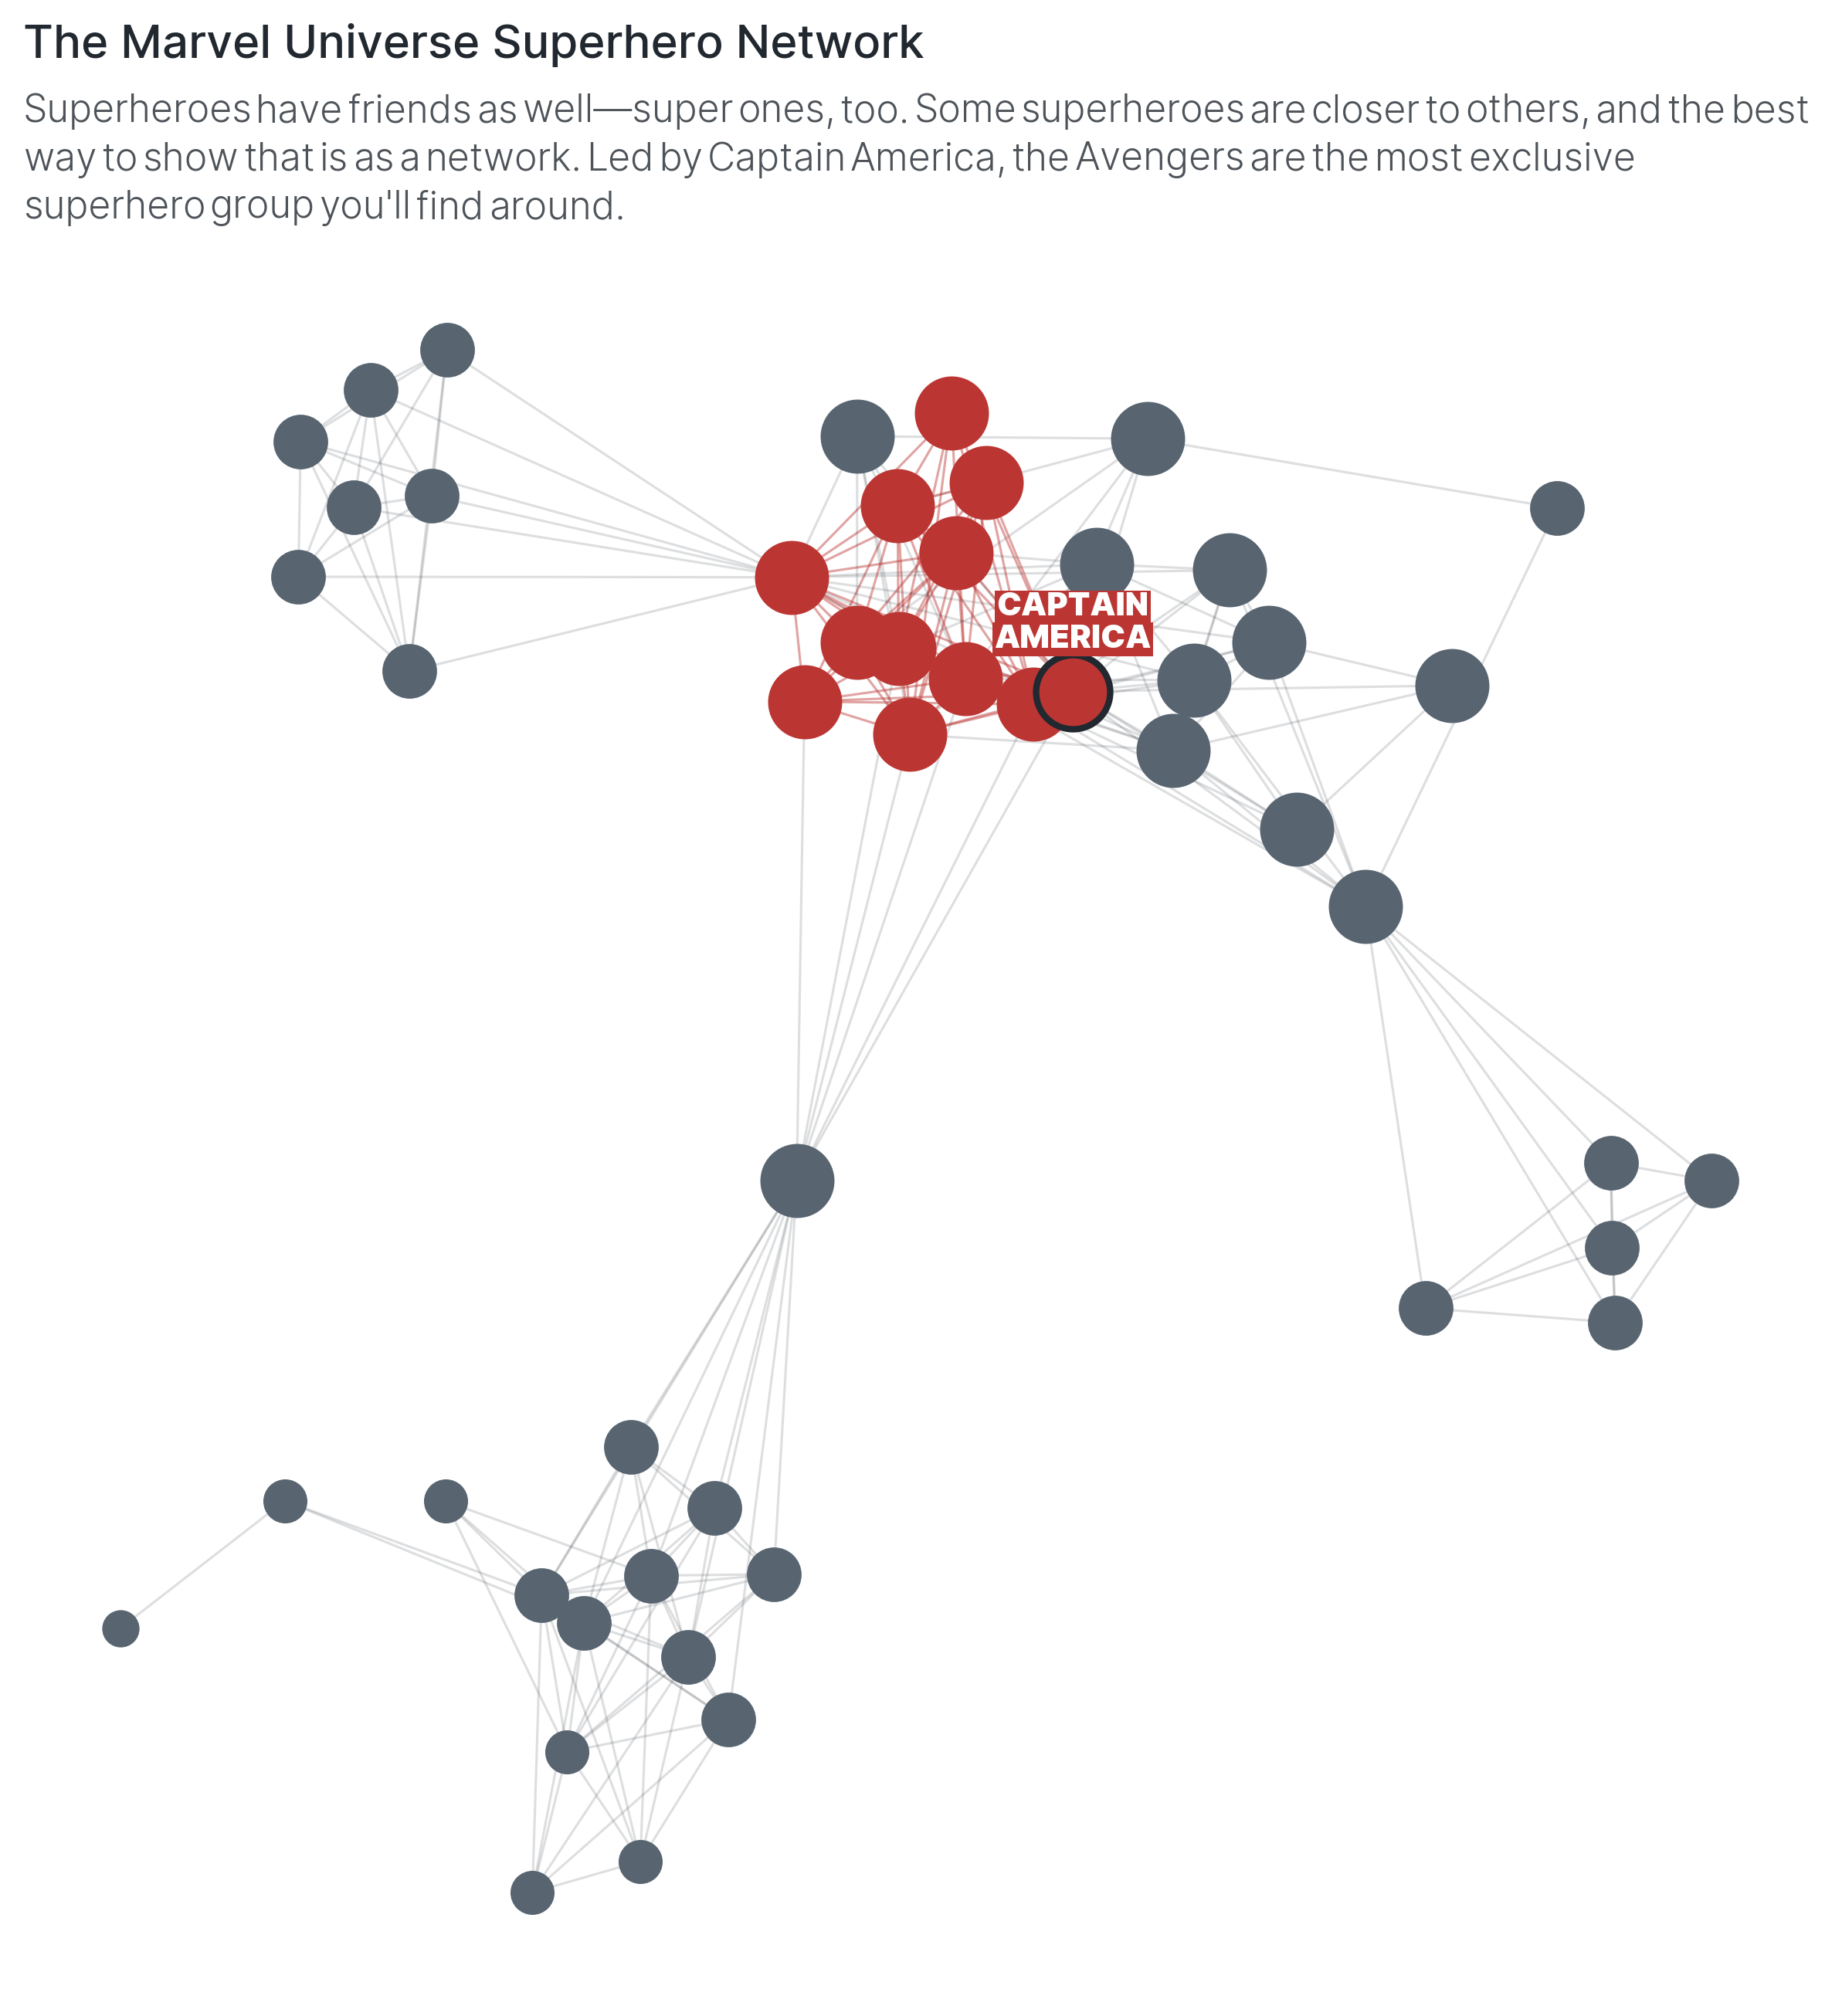 The Marvel Universe Superhero Network
Superheroes have friends as well—super ones, too. Some superheroes are closer to others, and the best
way to show that is as a network. Led by Captain America, the Avengers are the most exclusive
superhero group you'll find around.
CAPTAIN
AMERICA